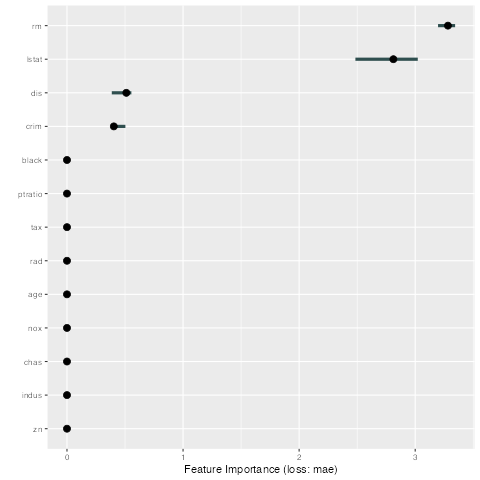 rm
lstat
dis
crim
black
ptratio
tax
rad
age
nox
chas
indus
zn
0 1 2 3
Feature Importance (loss: mae)